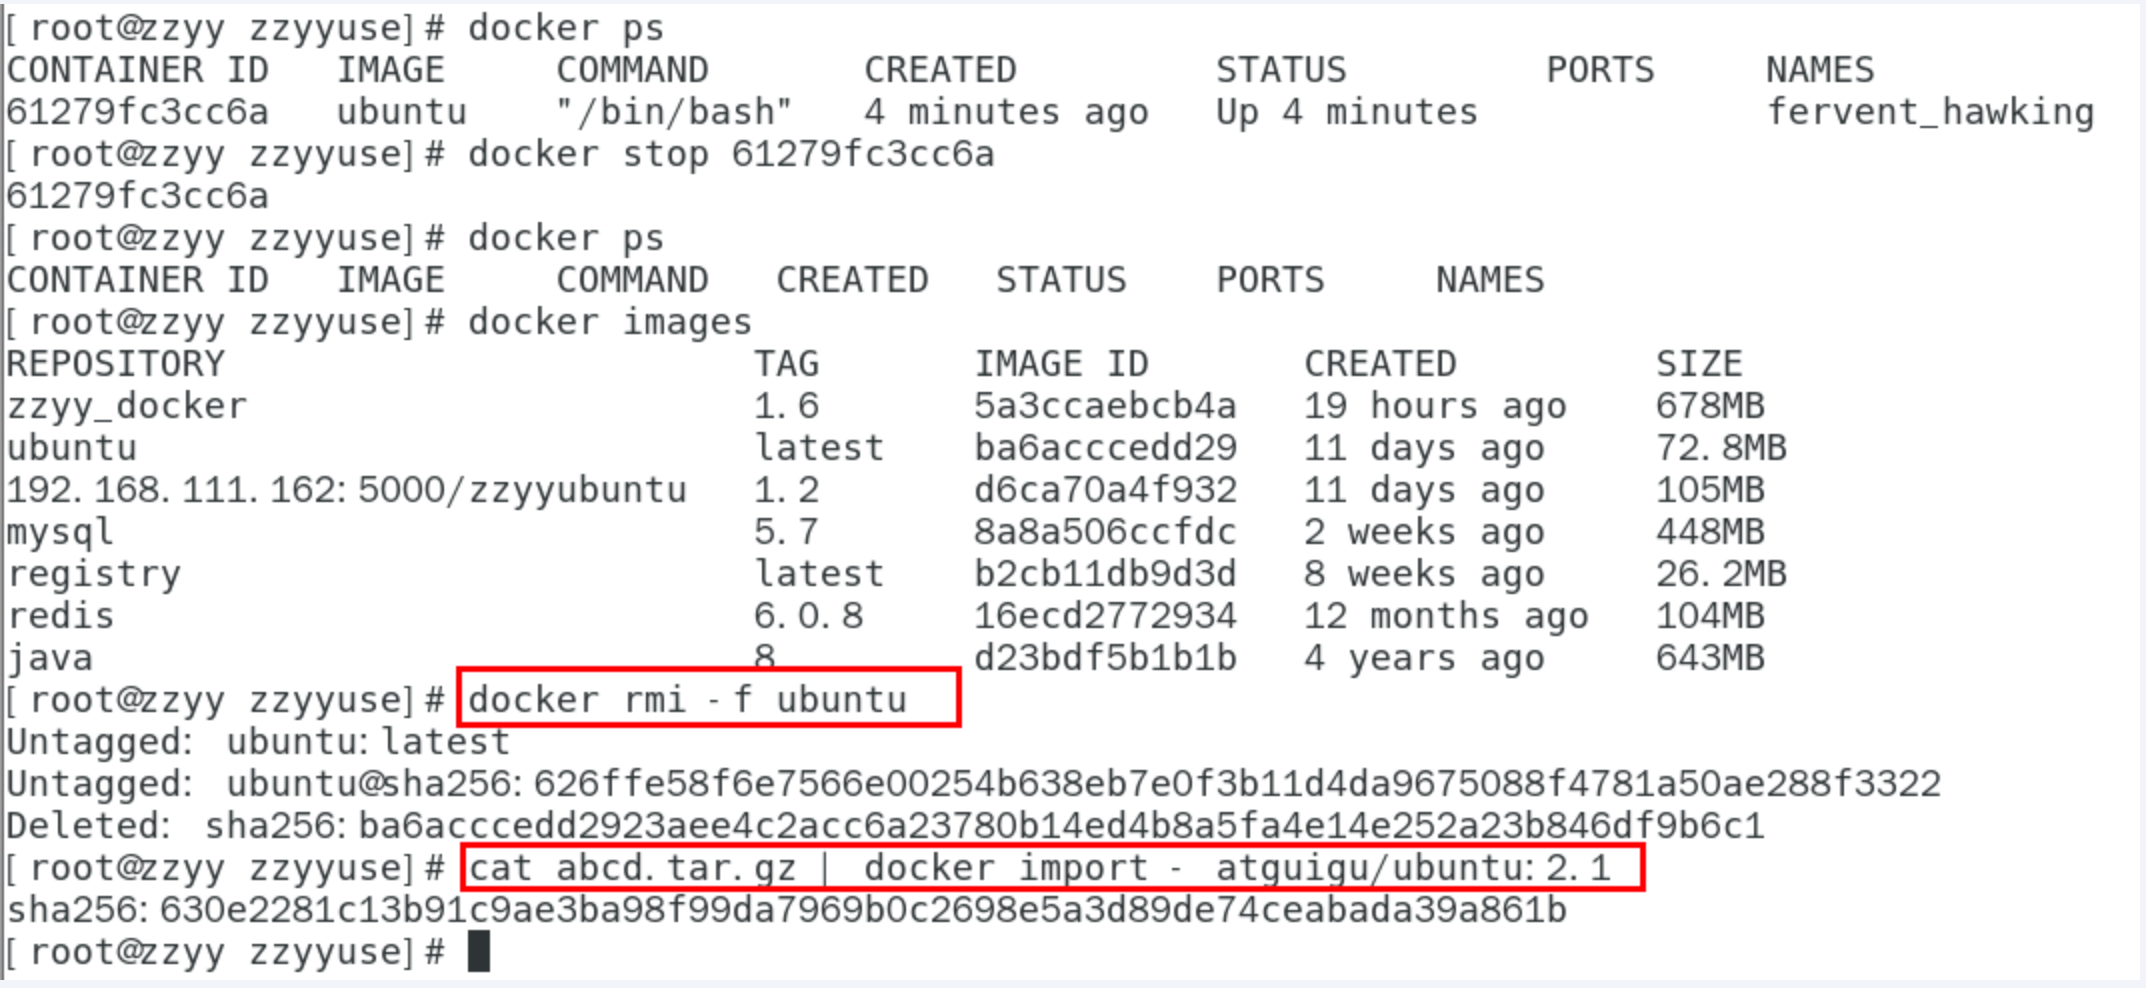 [root@zzyy zzyyuse]# docker ps
CONTAINER ID   IMAGE     COMMAND       CREATED         STATUS         PORTS     NAMES
61279fc3cc6a   ubuntu    "/bin/bash"   4 minutes ago   Up 4 minutes             fervent_hawking
[root@zzyy zzyyuse]# docker stop 61279fc3cc6a
61279fc3cc6a
[root@zzyy zzyyuse]# docker ps
CONTAINER ID   IMAGE     COMMAND   CREATED   STATUS    PORTS     NAMES
[root@zzyy zzyyuse]# docker images
REPOSITORY                        TAG       IMAGE ID       CREATED         SIZE
zzyy_docker                       1.6       5a3ccaebcb4a   19 hours ago    678MB
ubuntu                            latest    ba6acccedd29   11 days ago     72.8MB
192.168.111.162:5000/zzyyubuntu   1.2       d6ca70a4f932   11 days ago     105MB
mysql                             5.7       8a8a506ccfdc   2 weeks ago     448MB
registry                          latest    b2cb11db9d3d   8 weeks ago     26.2MB
redis                             6.0.8     16ecd2772934   12 months ago   104MB
java                              8         d23bdf5b1b1b   4 years ago     643MB
[root@zzyy zzyyuse]# docker rmi -f ubuntu
Untagged: ubuntu:latest
Untagged: ubuntu@sha256:626ffe58f6e7566e00254b638eb7e0f3b11d4da9675088f4781a50ae288f3322
Deleted: sha256:ba6acccedd2923aee4c2acc6a23780b14ed4b8a5fa4e14e252a23b846df9b6c1
[root@zzyy zzyyuse]# cat abcd.tar.gz | docker import - atguigu/ubuntu:2.1
sha256:630e2281c13b91c9ae3ba98f99da7969b0c2698e5a3d89de74ceabada39a861b
[root@zzyy zzyyuse]#